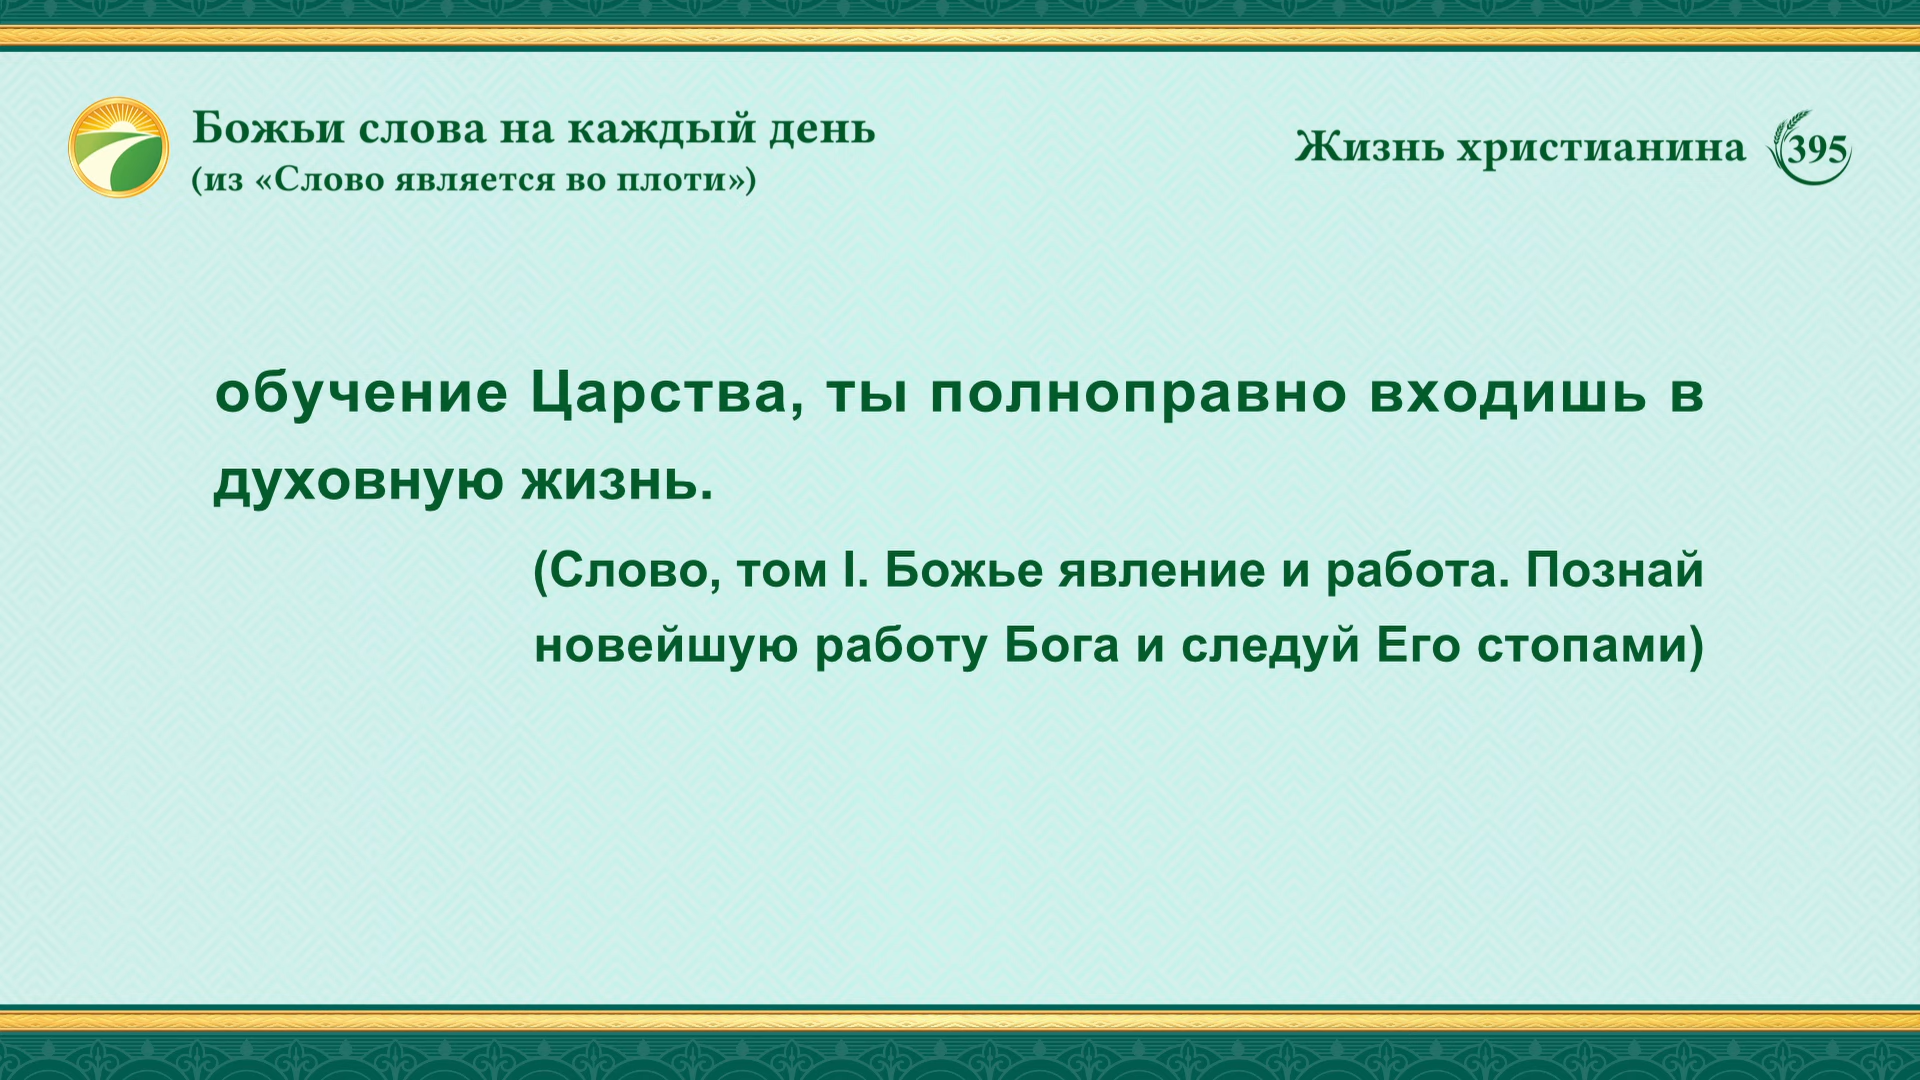 Божьи слова на каждый день
(из «Слово является во плоти»)
Жизнь христианина 395
обучение Царства, ты полноправно входишь в
духовную жизнь.
(Слово, том I. Божье явление и работа. Познай
новейшую работу Бога и следуй Его стопами)